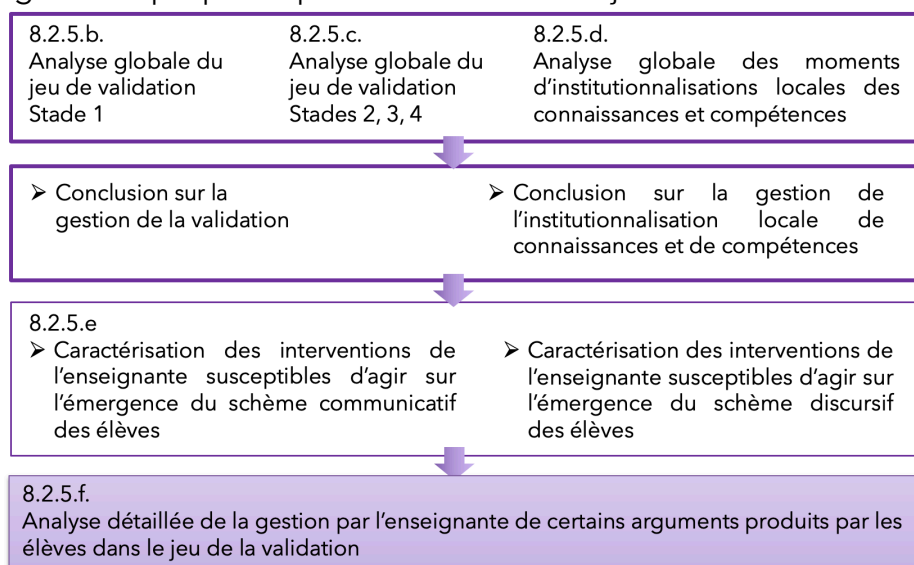 8.2.5.b.
Analyse globale du
jeu de validation
Stade 1
8.2.5.c.
Analyse globale du
jeu de validation
Stades 2, 3, 4
8.2.5.d.
Analyse globale des moments
d'institutionnalisations locales des
connaissances et compétences
➤ Conclusion sur la
gestion de la validation
➤ Conclusion sur la gestion de
l'institutionnalisation locale de
connaissances et de compétences
8.2.5.e
➤ Caractérisation des interventions de
l'enseignante susceptibles d'agir sur
l'émergence du schème communicatif
des élèves
➤ Caractérisation des interventions de
l'enseignante susceptibles d'agir sur
l'émergence du schème discursif
des élèves
8.2.5.f.
Analyse détaillée de la gestion par l'enseignante de certains arguments produits par les
élèves dans le jeu de la validation